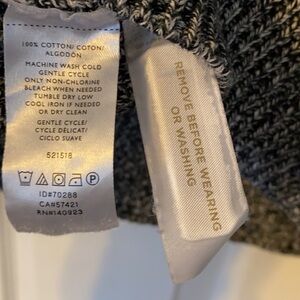 100% COTTON/ COTON/
ALGODÓN
MACHINE WASH COLD
GENTLE CYCLE
ONLY NON-CHLORINE
BLEACH WHEN NEEDED
TUMBLE DRY LOW
COOL IRON IF NEEDED
OR DRY CLEAN
GENTLE CYCLE/
CYCLE DÉLICAT/
CICLO SUAVE
521578
P
ID#70288
CA#57421
RN#140923
REMOVE BEFORE WEARING
OR WASHING